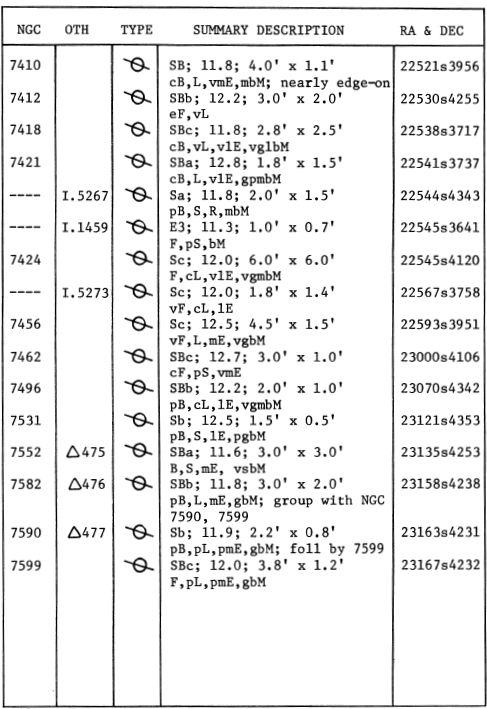 NGC OTH TYPE SUMMARY DESCRIPTION RA & DEC
7410 SB; 11.8; 4.0' x 1.1' 22521s3956
cB,L,vmE,mbM; nearly edge-on
7412 SBb; 12.2; 3.0' x 2.0' 22530s4255
eF,vL
7418 SBc; 11.8; 2.8' x 2.5' 22538s3717
cB,vL,vlE,vglbM
7421 SBa; 12.8; 1.8' x 1.5' 22541s3737
cB,L,vlE,gpmbM
---- I.5267 Sa; 11.8; 2.0' x 1.5' 22544s4343
pB,S,R,mbM
---- I.1459 E3; 11.3; 1.0' x 0.7' 22545s3641
F,pS,bM
7424 Sc; 12.0; 6.0' x 6.0' 22545s4120
F,cL,vlE,vgmbM
---- I.5273 Sc; 12.0; 1.8' x 1.4' 22567s3758
vF,cL,lE
7456 Sc; 12.5; 4.5' x 1.5' 22593s3951
vF,L,mE,vgbM
7462 SBc; 12.7; 3.0' x 1.0' 23000s4106
cF,pS,vmE
7496 SBb; 12.2; 2.0' x 1.0' 23070s4342
pB,cL,lE,vgmbM
7531 Sb; 12.5; 1.5' x 0.5' 23121s4353
pB,S,lE,pgbM
7552 △475 SBa; 11.6; 3.0' x 3.0' 23135s4253
B,S,mE, vsbM
7582 △476 SBb; 11.8; 3.0' x 2.0' 23158s4238
pB,L,mE,gbM; group with NGC
7590, 7599
7590 △477 Sb; 11.9; 2.2' x 0.8' 23163s4231
pB,pL,pmE,gbM; foll by 7599
7599 SBc; 12.0; 3.8' x 1.2' 23167s4232
F,pL,pmE,gbM